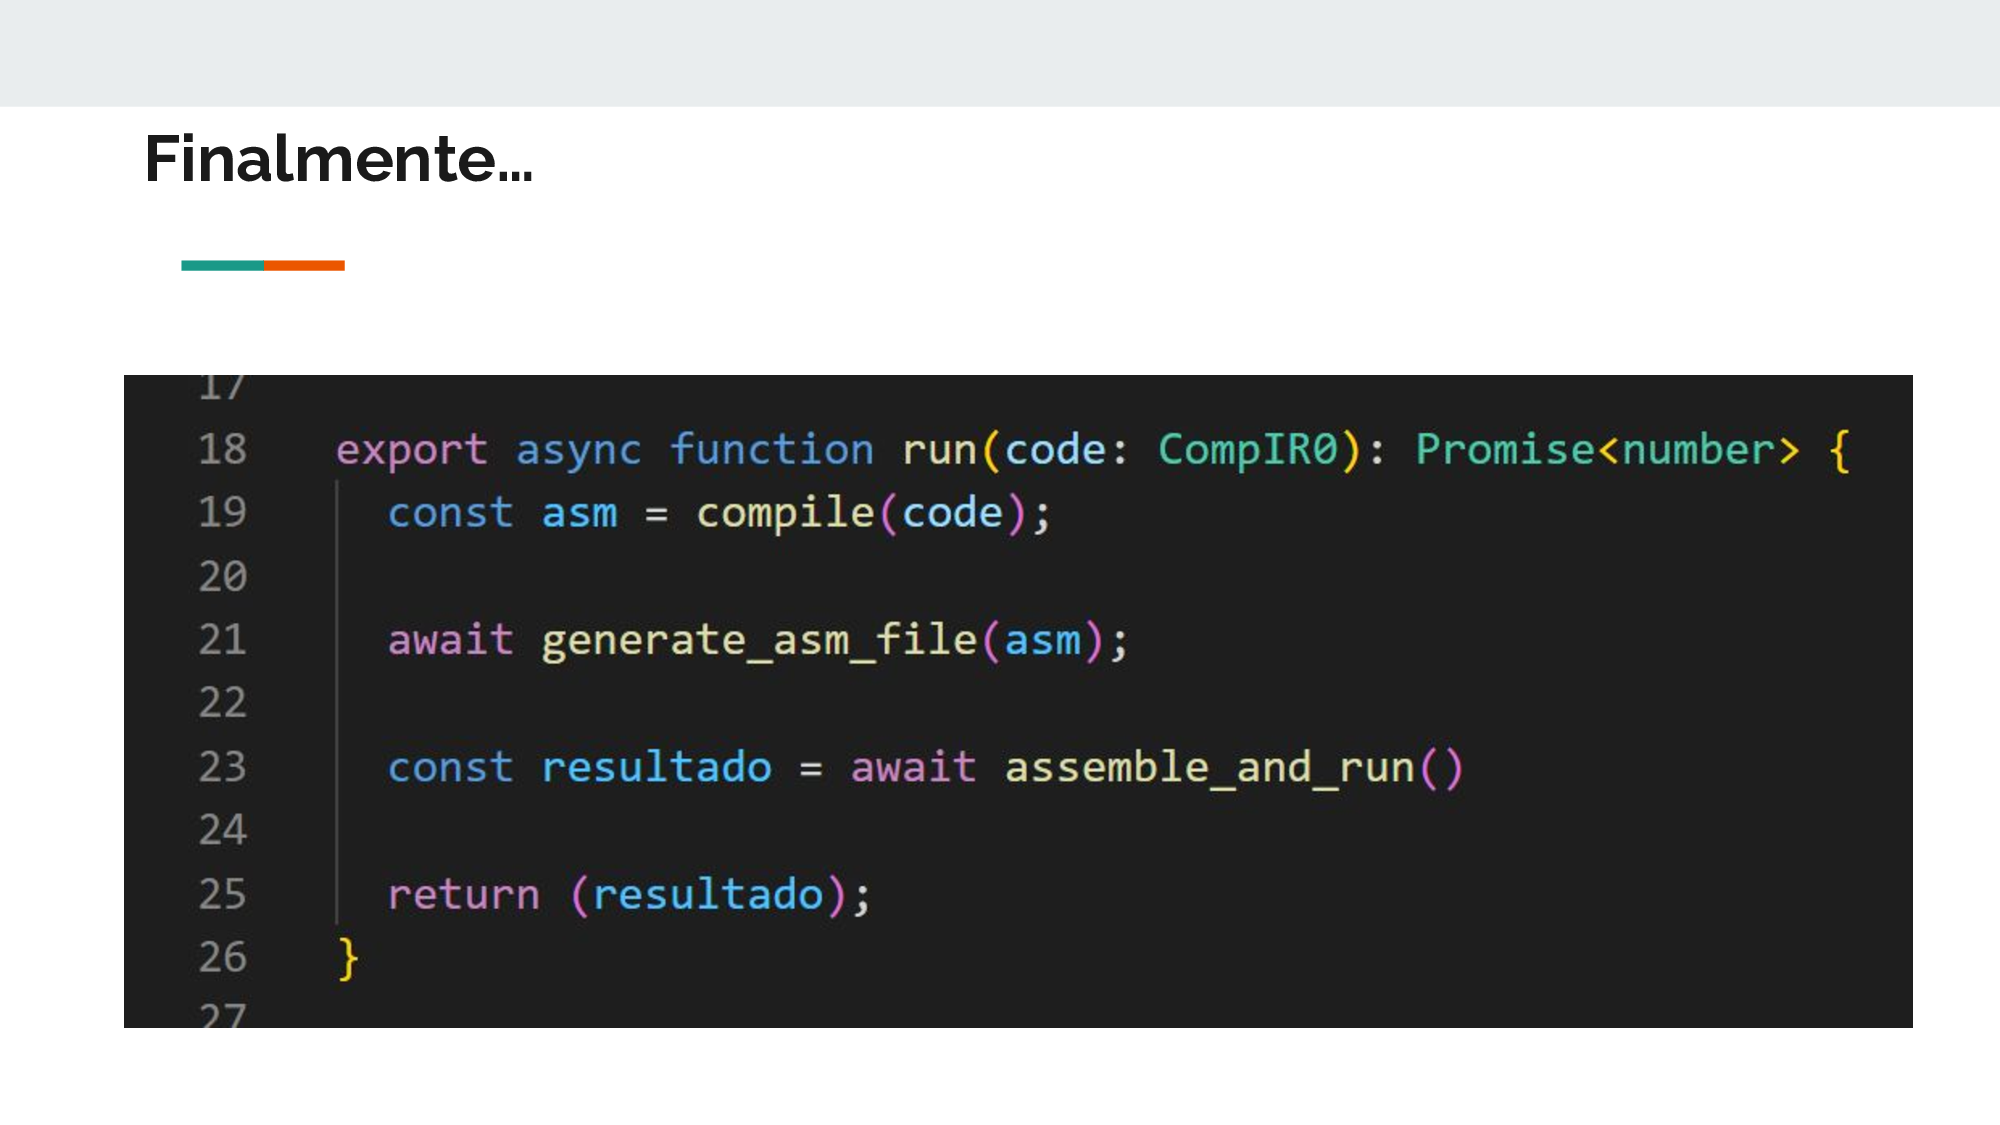 Finalmente...
17
18 export async function run(code: CompIR0): Promise<number> {
19 const asm = compile(code);
20
21 await generate_asm_file(asm);
22
23 const resultado = await assemble_and_run()
24
25 return (resultado);
26 }
27